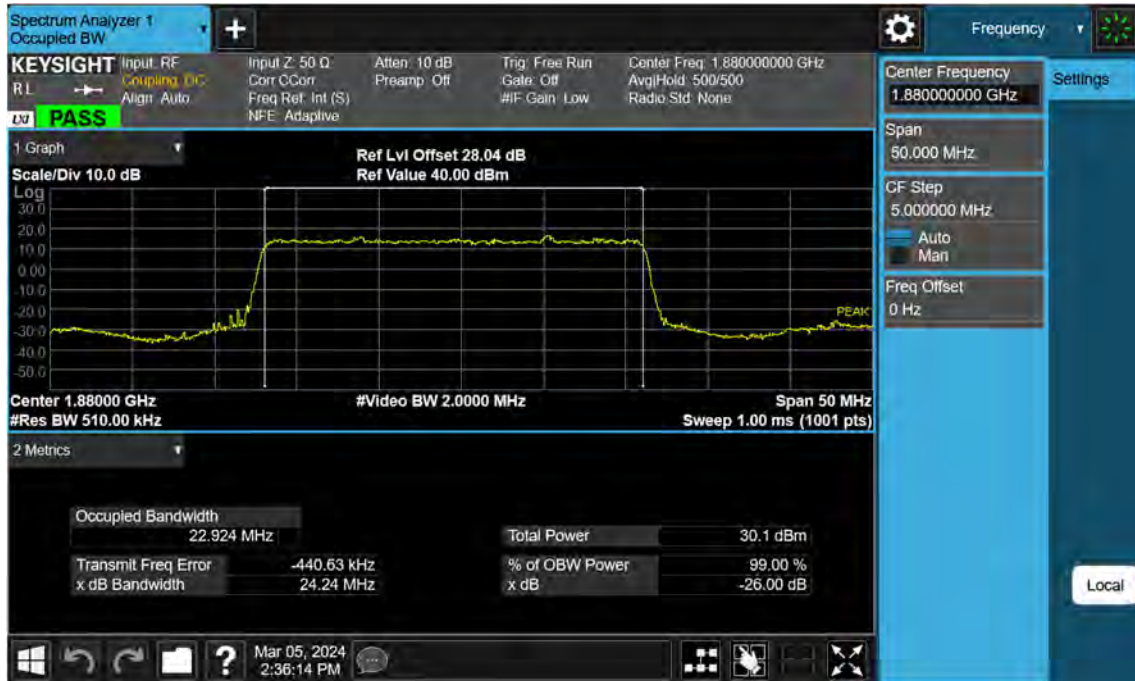 Spectrum Analyzer 1
Occupied BW
+
Frequency
KEYSIGHT
RL
LXI
PASS
Input: RF
Coupling: DC
Align: Auto
Input Z: 50 Ω
Corr CCorr
Freq Ref: Int (S)
NFE: Adaptive
Atten: 10 dB
Preamp: Off
Trig: Free Run
Gate: Off
#IF Gain: Low
Center Freq: 1.880000000 GHz
Avg|Hold: 500/500
Radio Std: None
1 Graph
Scale/Div 10.0 dB
Ref Lvl Offset 28.04 dB
Ref Value 40.00 dBm
Log
30.0
20.0
10.0
0.00
-10.0
-20.0
-30.0
-40.0
-50.0
PEAK
Center 1.88000 GHz
#Video BW 2.0000 MHz
Span 50 MHz
#Res BW 510.00 kHz
Sweep 1.00 ms (1001 pts)
2 Metrics
Occupied Bandwidth
22.924 MHz
Total Power 30.1 dBm
Transmit Freq Error -440.63 kHz
% of OBW Power 99.00 %
x dB Bandwidth 24.24 MHz
x dB -26.00 dB
Center Frequency
1.880000000 GHz
Settings
Span
50.000 MHz
CF Step
5.000000 MHz
Auto
Man
Freq Offset
0 Hz
Local
?
Mar 05, 2024
2:36:14 PM